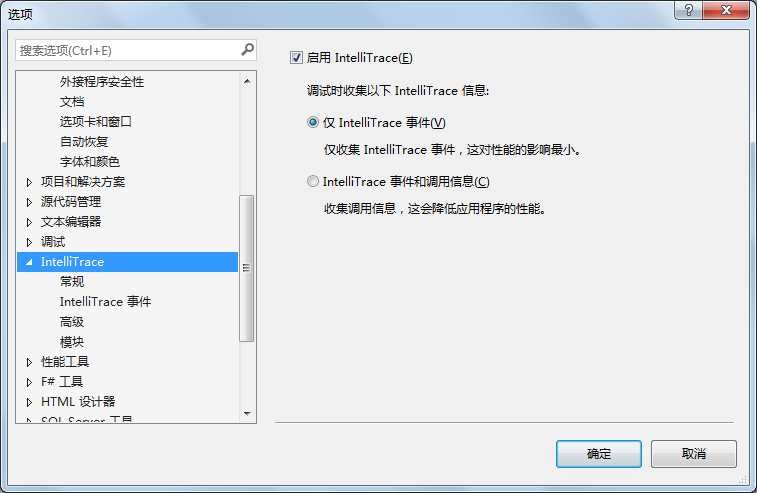 选项
搜索选项(Ctrl+E)
外接程序安全性
文档
选项卡和窗口
自动恢复
字体和颜色
项目和解决方案
源代码管理
文本编辑器
调试
IntelliTrace
常规
IntelliTrace 事件
高级
模块
性能工具
F# 工具
HTML 设计器
SQL Server 工具
启用 IntelliTrace(E)
调试时收集以下 IntelliTrace 信息:
仅 IntelliTrace 事件(V)
仅收集 IntelliTrace 事件，这对性能的影响最小。
IntelliTrace 事件和调用信息(C)
收集调用信息，这会降低应用程序的性能。
确定
取消